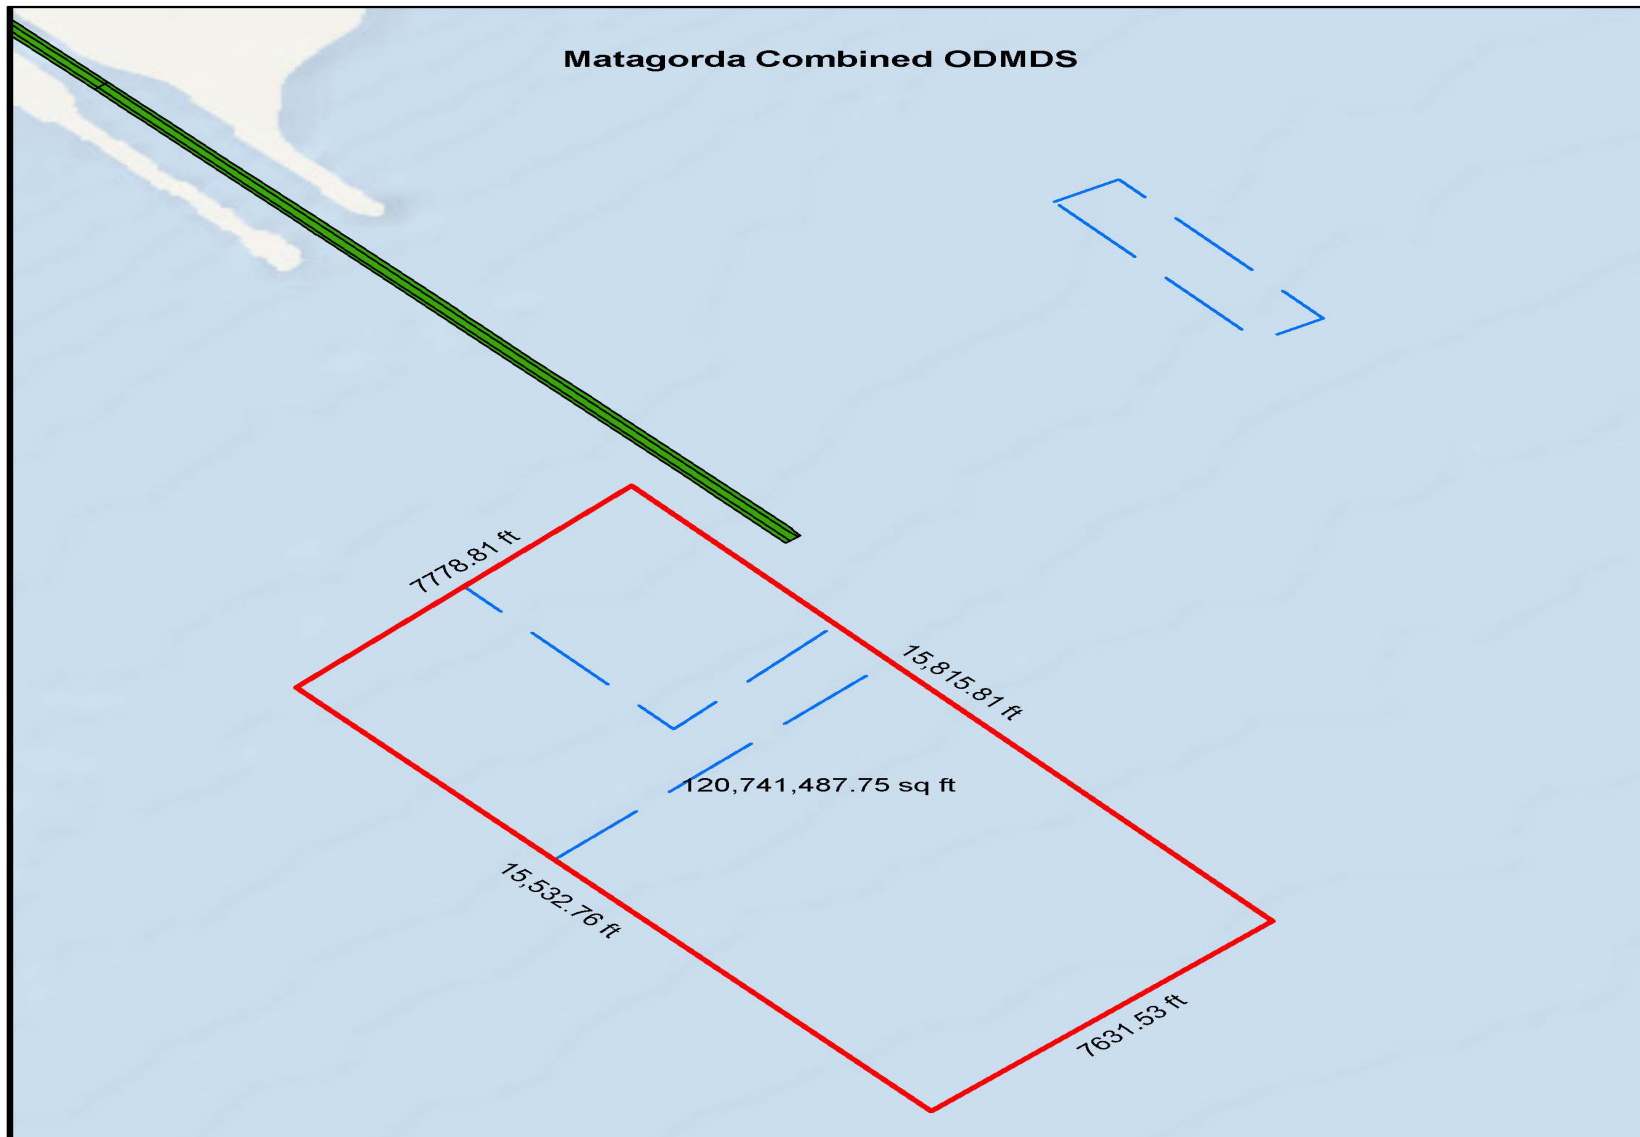 Matagorda Combined ODMDS
7778.81 ft
15,815.81 ft
120,741,487.75 sq ft
15,532.76 ft
7631.53 ft